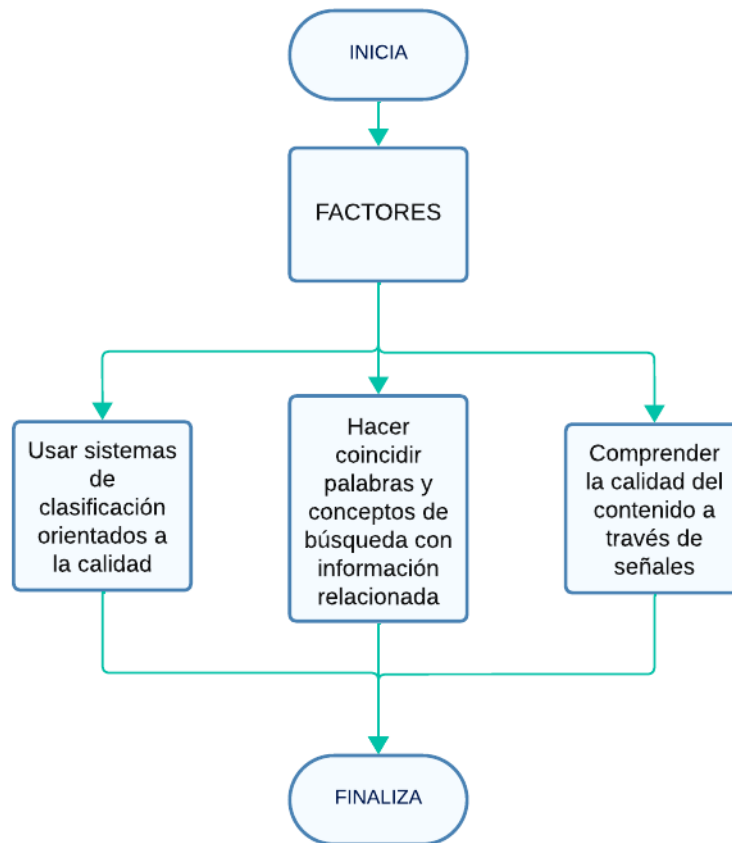 INICIA
FACTORES
Usar sistemas
de
clasificación
orientados a
la calidad
Hacer
coincidir
palabras y
conceptos de
búsqueda con
información
relacionada
Comprender
la calidad del
contenido a
través de
señales
FINALIZA